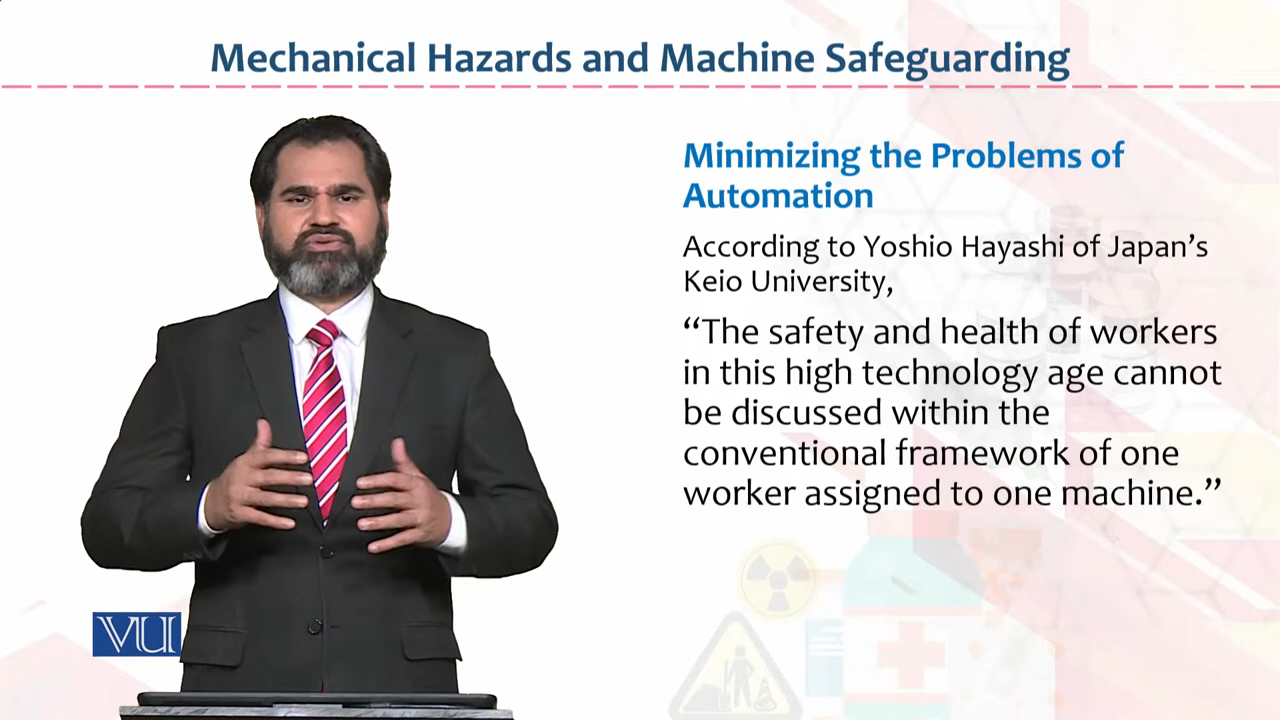 Mechanical Hazards and Machine Safeguarding
Minimizing the Problems of
Automation
According to Yoshio Hayashi of Japan’s
Keio University,
“The safety and health of workers
in this high technology age cannot
be discussed within the
conventional framework of one
worker assigned to one machine.”
VU